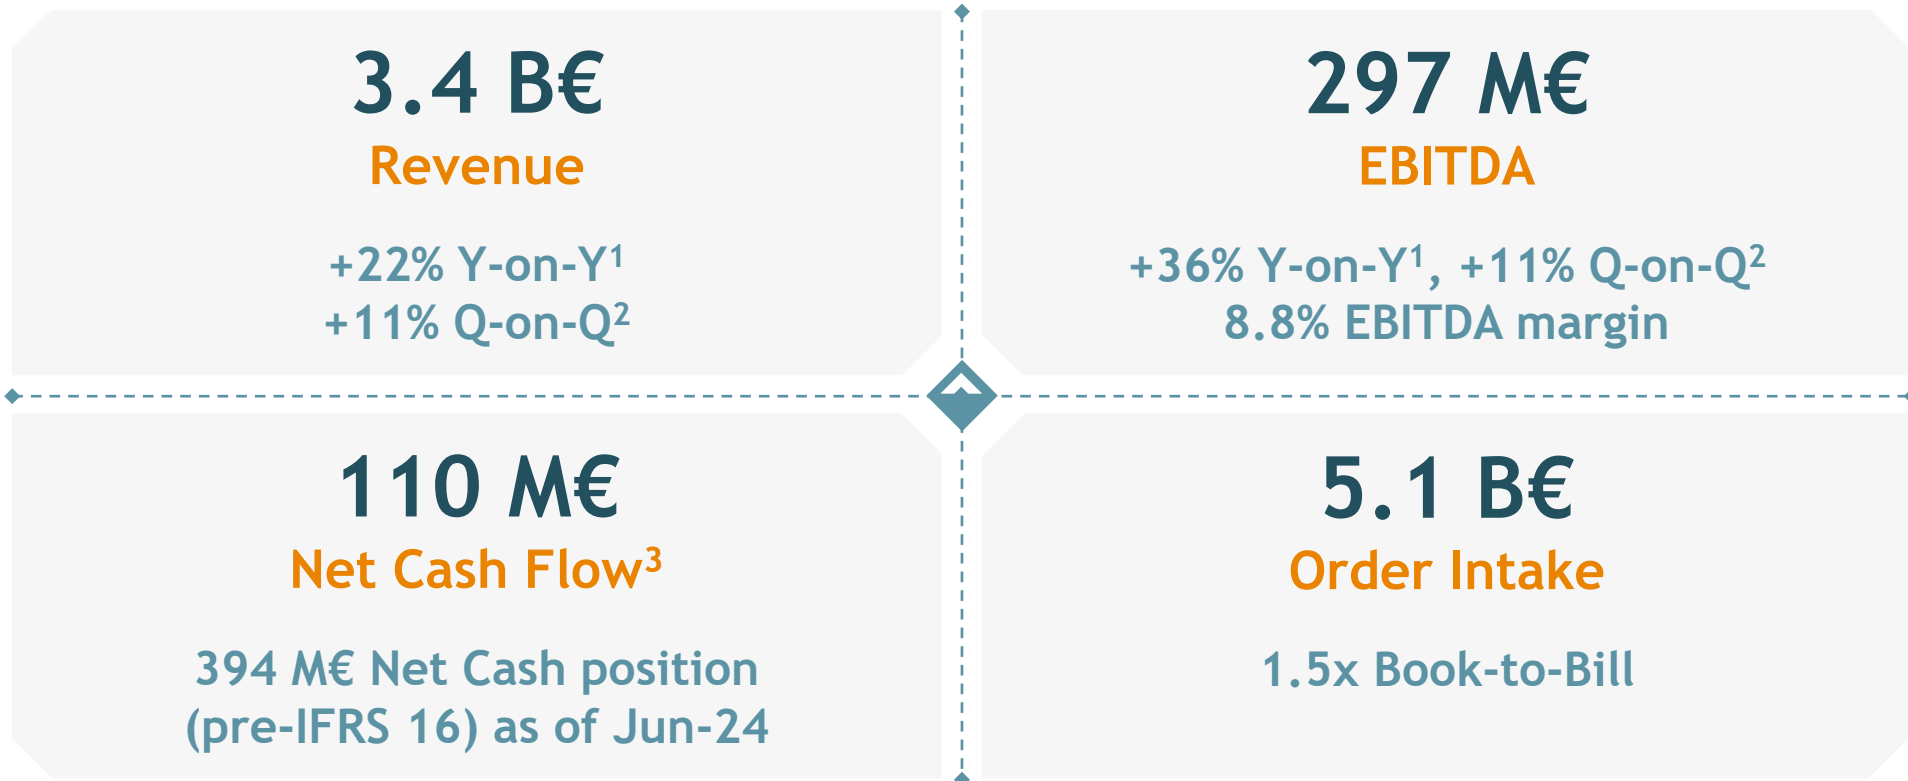 3.4 B€
Revenue
+22% Y-on-Y¹
+11% Q-on-Q²
297 M€
EBITDA
+36% Y-on-Y¹, +11% Q-on-Q²
8.8% EBITDA margin
110 M€
Net Cash Flow³
394 M€ Net Cash position
(pre-IFRS 16) as of Jun-24
5.1 B€
Order Intake
1.5x Book-to-Bill